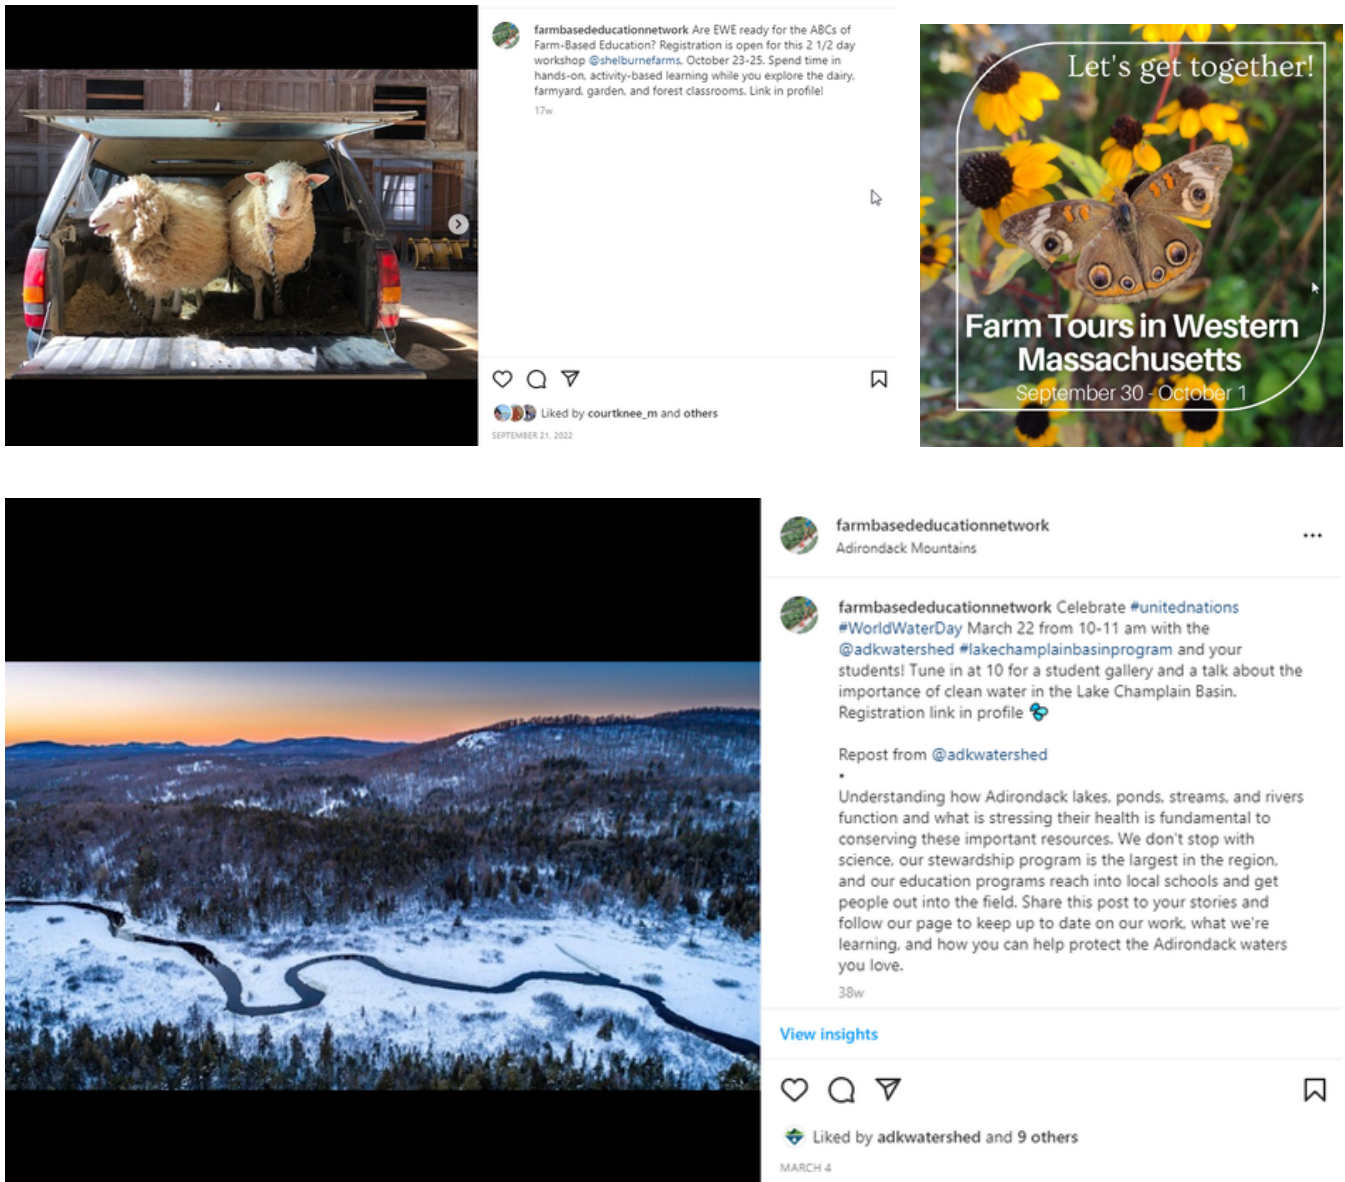 farmbasededucationnetwork Are EWE ready for the ABCs of
Farm-Based Education? Registration is open for this 2 1/2 day
workshop @shelburnefarms, October 23-25. Spend time in
hands-on, activity-based learning while you explore the dairy,
farmyard, garden, and forest classrooms. Link in profile!
17w
Liked by courtknee_m and others
SEPTEMBER 21, 2022
Let's get together!
Farm Tours in Western
Massachusetts
September 30 - October 1
farmbasededucationnetwork
Adirondack Mountains
farmbasededucationnetwork Celebrate #unitednations
#WorldWaterDay March 22 from 10-11 am with the
@adkwatershed #lakechamplainbasinprogram and your
students! Tune in at 10 for a student gallery and a talk about the
importance of clean water in the Lake Champlain Basin.
Registration link in profile
Repost from @adkwatershed
•
Understanding how Adirondack lakes, ponds, streams, and rivers
function and what is stressing their health is fundamental to
conserving these important resources. We don't stop with
science, our stewardship program is the largest in the region,
and our education programs reach into local schools and get
people out into the field. Share this post to your stories and
follow our page to keep up to date on our work, what we're
learning, and how you can help protect the Adirondack waters
you love.
38w
View insights
Liked by adkwatershed and 9 others
MARCH 4